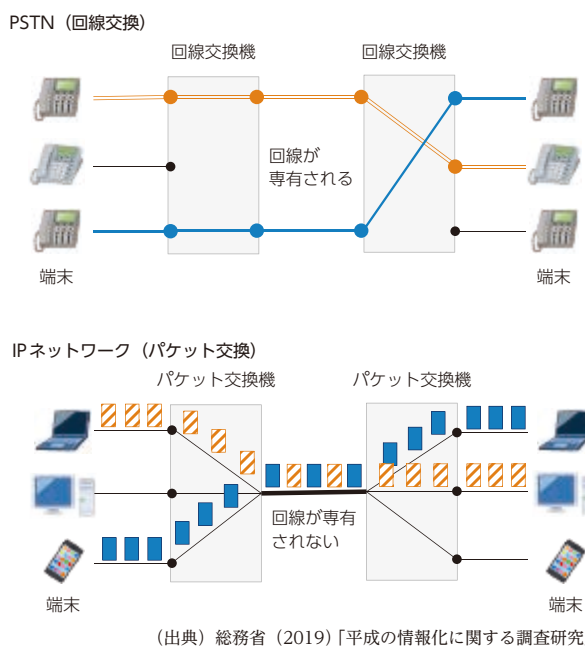 PSTN（回線交換）
回線交換機
回線交換機
回線が
専有される
端末
端末
IPネットワーク（パケット交換）
パケット交換機
パケット交換機
回線が専有
されない
端末
端末
（出典）総務省（2019）「平成の情報化に関する調査研究